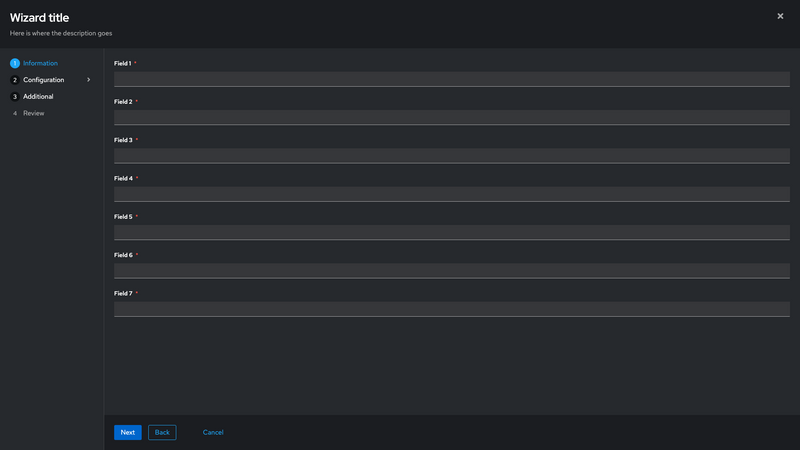 Wizard title
Here is where the description goes
1 Information
2 Configuration
3 Additional
4 Review
Field 1 *
Field 2 *
Field 3 *
Field 4 *
Field 5 *
Field 6 *
Field 7 *
Next Back Cancel